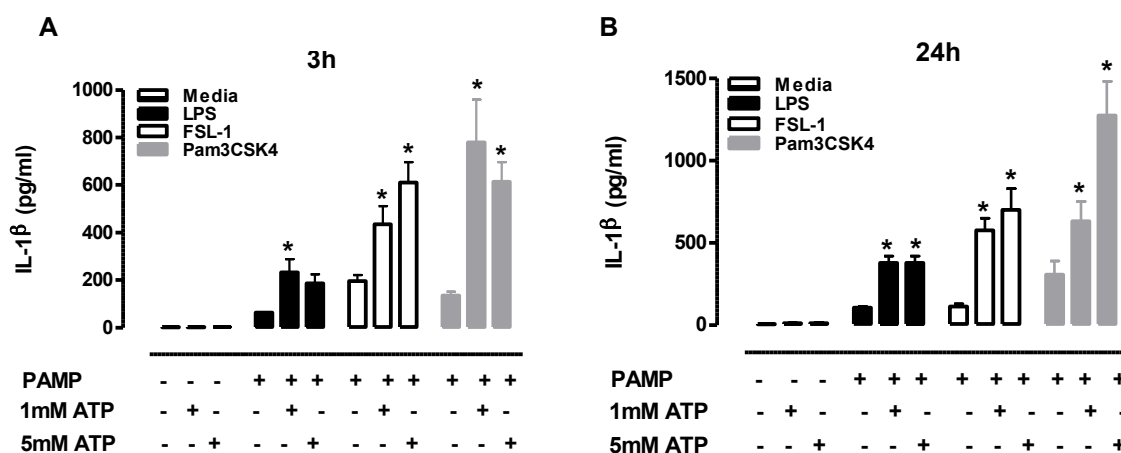 A
3h
1000
800
600
400
200
0
IL-1β (pg/ml)
Media
LPS
FSL-1
Pam3CSK4
* * * * *
PAMP - - - + + + + + + + + +
1mM ATP - + - - + - - + - - + -
5mM ATP - - + - - + - - + - - +
B
24h
1500
1000
500
0
IL-1β (pg/ml)
Media
LPS
FSL-1
Pam3CSK4
* * * * * *
PAMP - - - + + + + + + + + +
1mM ATP - + - - + - - + - - + -
5mM ATP - - + - - + - - + - - +